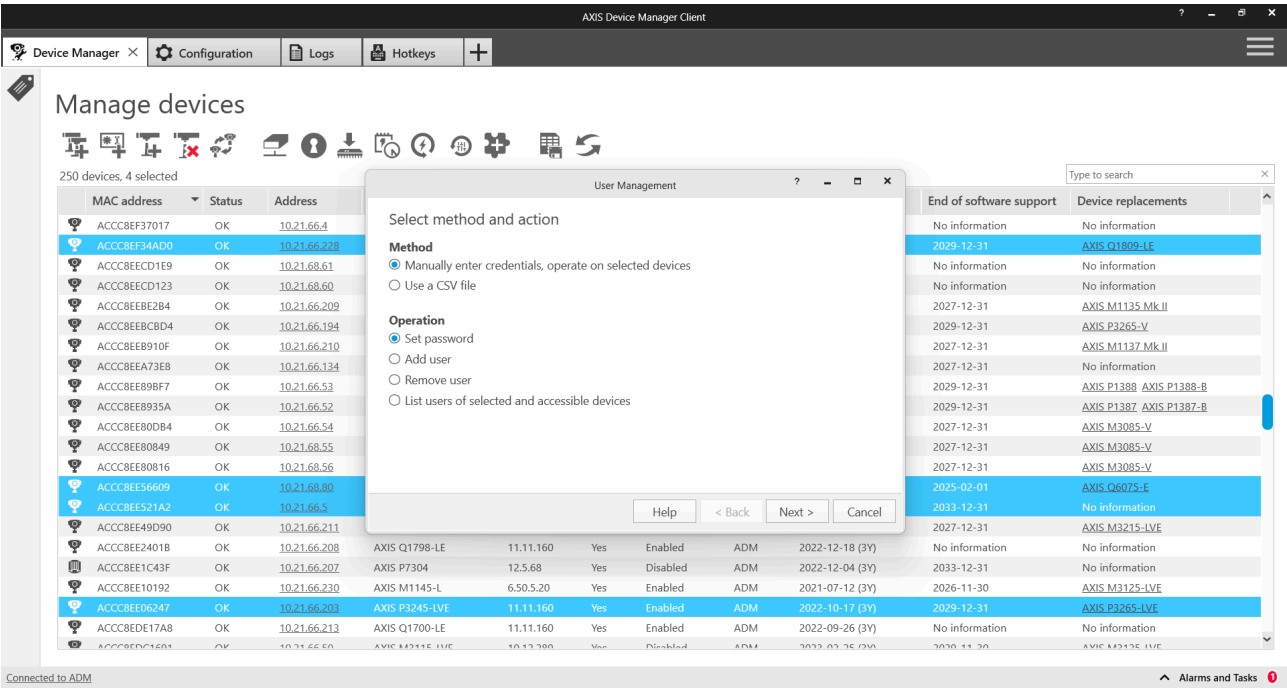 AXIS Device Manager Client
Device Manager
Configuration
Logs
Hotkeys
Manage devices
250 devices, 4 selected
Type to search
MAC address Status Address End of software support Device replacements
ACCC8EF37017 OK 10.21.66.4 No information No information
ACCC8EF34AD0 OK 10.21.66.228 2029-12-31 AXIS Q1809-LE
ACCC8EECD1E9 OK 10.21.68.61 No information No information
ACCC8EECD123 OK 10.21.68.60 No information No information
ACCC8EEBE2B4 OK 10.21.66.209 2027-12-31 AXIS M1135 Mk II
ACCC8EEBCBD4 OK 10.21.66.194 2029-12-31 AXIS P3265-V
ACCC8EEB910F OK 10.21.66.210 2027-12-31 AXIS M1137 Mk II
ACCC8EEA73E8 OK 10.21.66.134 2027-12-31 No information
ACCC8EE89BF7 OK 10.21.66.53 2029-12-31 AXIS P1388 AXIS P1388-B
ACCC8EE8935A OK 10.21.66.52 2029-12-31 AXIS P1387 AXIS P1387-B
ACCC8EE80DB4 OK 10.21.66.54 2027-12-31 AXIS M3085-V
ACCC8EE80849 OK 10.21.68.55 2027-12-31 AXIS M3085-V
ACCC8EE80816 OK 10.21.68.56 2027-12-31 AXIS M3085-V
ACCC8EE56609 OK 10.21.68.80 2025-02-01 AXIS Q6075-E
ACCC8EE521A2 OK 10.21.66.5 2033-12-31 No information
ACCC8EE49D90 OK 10.21.66.211 2027-12-31 AXIS M3215-LVE
ACCC8EE2401B OK 10.21.66.208 AXIS Q1798-LE 11.11.160 Yes Enabled ADM 2022-12-18 (3Y) No information No information
ACCC8EE1C43F OK 10.21.66.207 AXIS P7304 12.5.68 Yes Disabled ADM 2022-12-04 (3Y) 2033-12-31 No information
ACCC8EE10192 OK 10.21.66.230 AXIS M1145-L 6.50.5.20 Yes Enabled ADM 2021-07-12 (3Y) 2026-11-30 AXIS M3125-LVE
ACCC8EE06247 OK 10.21.66.203 AXIS P3245-LVE 11.11.160 Yes Enabled ADM 2022-10-17 (3Y) 2029-12-31 AXIS P3265-LVE
ACCC8EDE17A8 OK 10.21.66.213 AXIS Q1700-LE 11.11.160 Yes Enabled ADM 2022-09-26 (3Y) No information No information
User Management
Select method and action
Method
Manually enter credentials, operate on selected devices
Use a CSV file
Operation
Set password
Add user
Remove user
List users of selected and accessible devices
Help < Back Next > Cancel
Connected to ADM
Alarms and Tasks 1